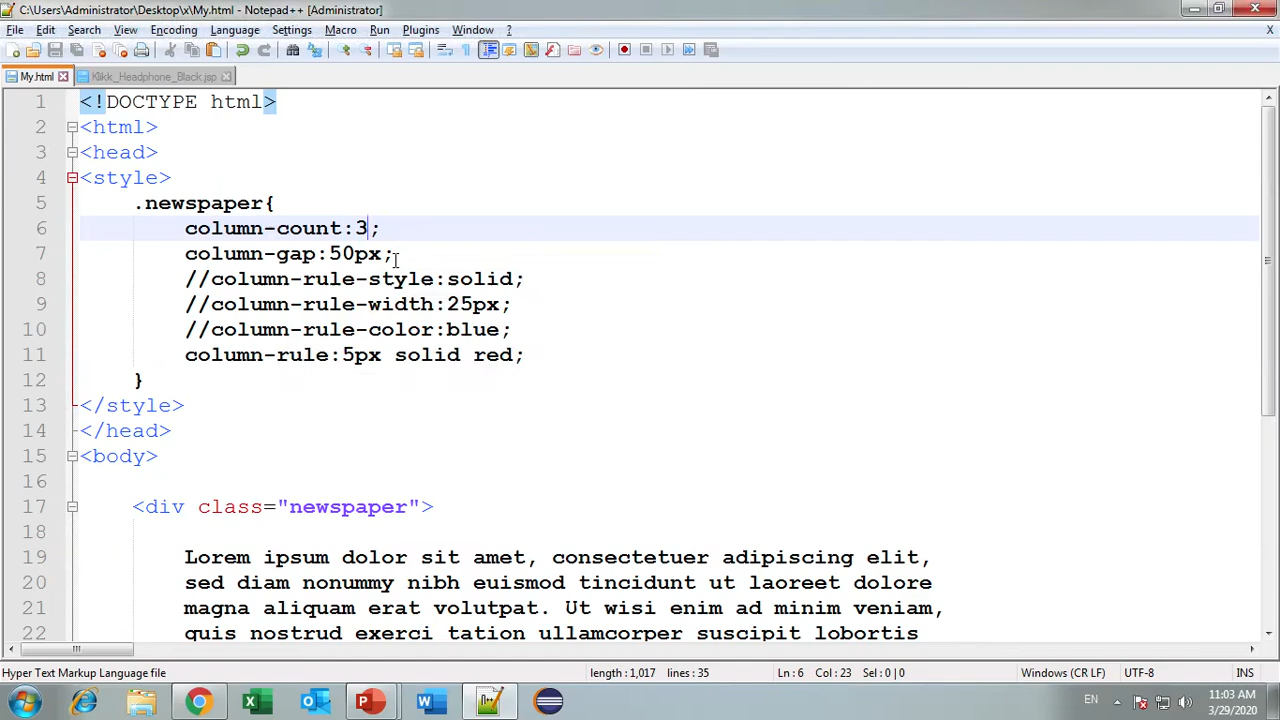 C:\Users\Administrator\Desktop\x\My.html - Notepad++ [Administrator]
File Edit Search View Encoding Language Settings Macro Run Plugins Window ? X
My.html Klikk_Headphone_Black.jsp
1 <!DOCTYPE html>
2 <html>
3 <head>
4 <style>
5 .newspaper{
6 column-count:3;
7 column-gap:50px;
8 //column-rule-style:solid;
9 //column-rule-width:25px;
10 //column-rule-color:blue;
11 column-rule:5px solid red;
12 }
13 </style>
14 </head>
15 <body>
16
17 <div class="newspaper">
18
19 Lorem ipsum dolor sit amet, consectetuer adipiscing elit,
20 sed diam nonummy nibh euismod tincidunt ut laoreet dolore
21 magna aliquam erat volutpat. Ut wisi enim ad minim veniam,
22 quis nostrud exerci tation ullamcorper suscipit lobortis
Hyper Text Markup Language file length : 1,017 lines : 35 Ln : 6 Col : 23 Sel : 0 | 0 Windows (CR LF) UTF-8 INS
EN 11:03 AM
3/29/2020